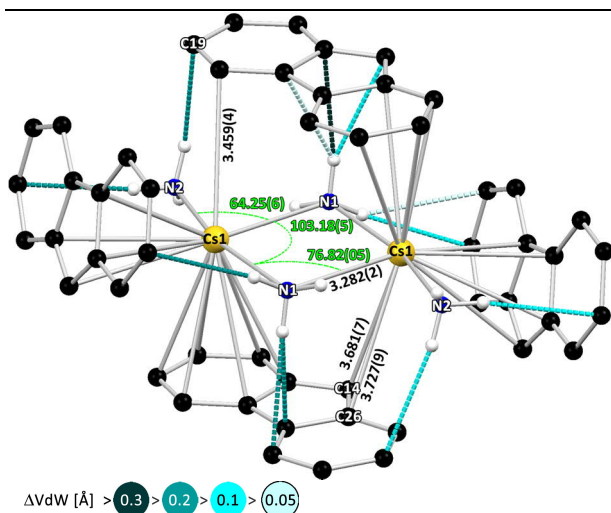 C19
3.459(4)
N2
64.25(6)
N1
103.18(5)
Cs1
76.82(05)
Cs1
3.282(2)
N1
N2
3.681(7)
3.727(9)
C14
C26
ΔVdW [Å] > 0.3 > 0.2 > 0.1 > 0.05